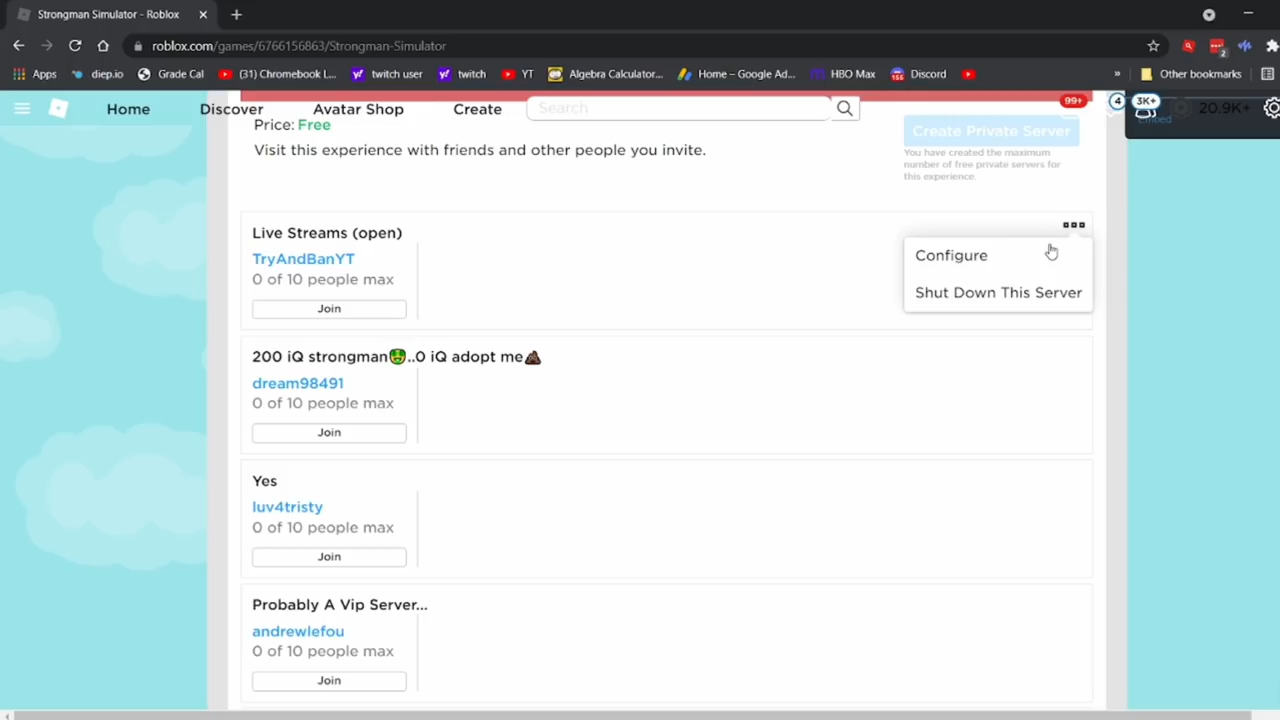 Strongman Simulator - Roblox
roblox.com/games/6766156863/Strongman-Simulator
2
Apps diep.io Grade Cal (31) Chromebook L... twitch user twitch YT Algebra Calculator... Home – Google Ad... HBO Max Discord » Other bookmarks
Home Discover Avatar Shop Create Search 99+ 4 3K+ 20.9K+
Embed
Price: Free
Create Private Server
Visit this experience with friends and other people you invite.
You have created the maximum
number of free private servers for
this experience.
Live Streams (open)
TryAndBanYT
0 of 10 people max
Join
Configure
Shut Down This Server
200 iQ strongman🤮..0 iQ adopt me💩
dream98491
0 of 10 people max
Join
Yes
luv4tristy
0 of 10 people max
Join
Probably A Vip Server...
andrewlefou
0 of 10 people max
Join